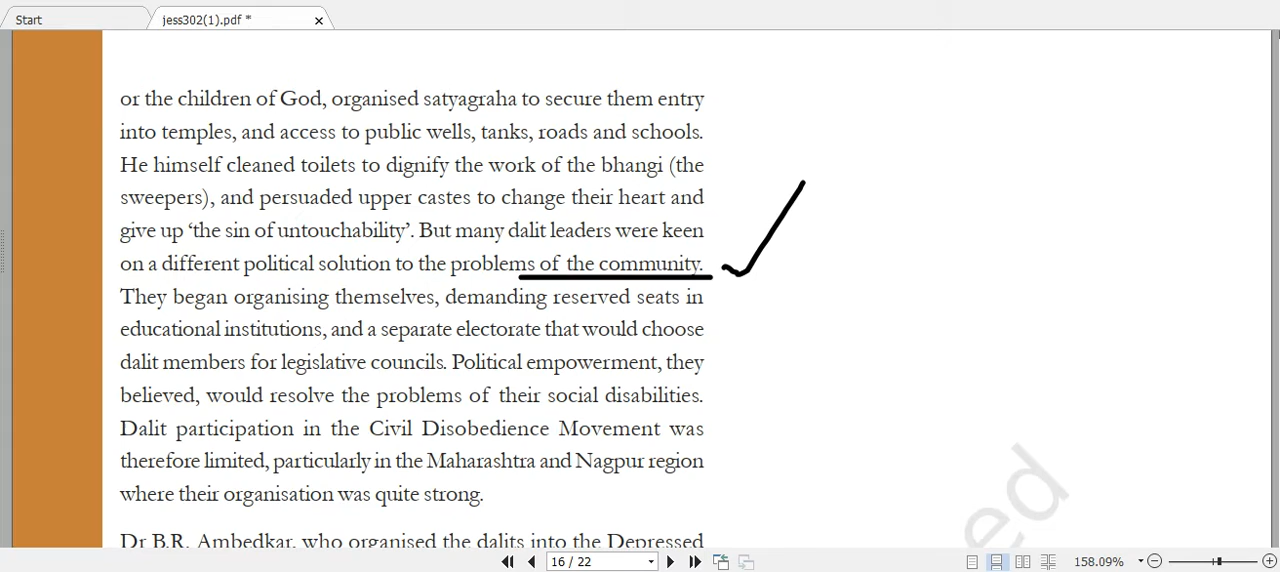 Start
jess302(1).pdf *
or the children of God, organised satyagraha to secure them entry
into temples, and access to public wells, tanks, roads and schools.
He himself cleaned toilets to dignify the work of the bhangi (the
sweepers), and persuaded upper castes to change their heart and
give up ‘the sin of untouchability’. But many dalit leaders were keen
on a different political solution to the problems of the community.
They began organising themselves, demanding reserved seats in
educational institutions, and a separate electorate that would choose
dalit members for legislative councils. Political empowerment, they
believed, would resolve the problems of their social disabilities.
Dalit participation in the Civil Disobedience Movement was
therefore limited, particularly in the Maharashtra and Nagpur region
where their organisation was quite strong.
Dr B.R. Ambedkar, who organised the dalits into the Depressed
ed
16 / 22
158.09%